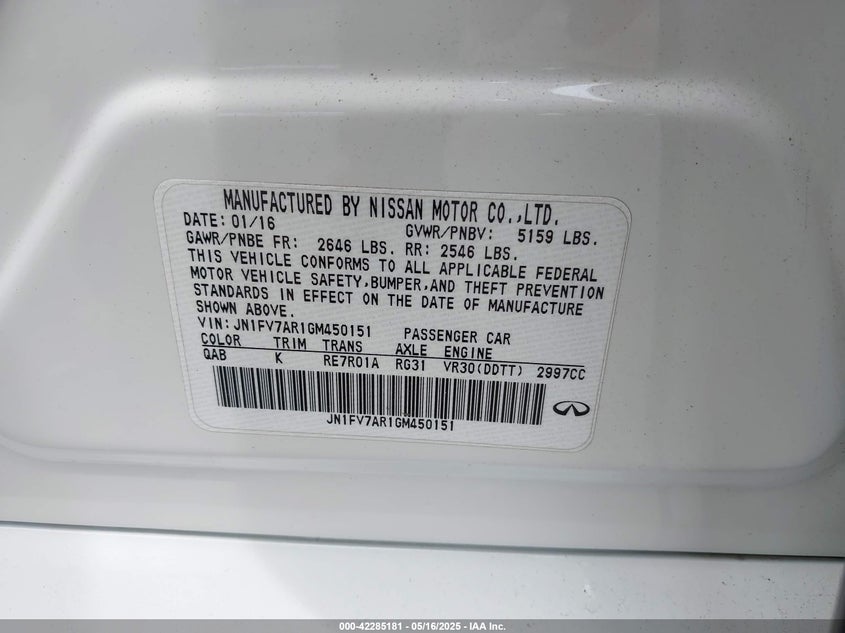 MANUFACTURED BY NISSAN MOTOR CO.,LTD.
DATE: 01/16 GVWR/PNBV: 5159 LBS.
GAWR/PNBE FR: 2646 LBS. RR: 2546 LBS.
THIS VEHICLE CONFORMS TO ALL APPLICABLE FEDERAL
MOTOR VEHICLE SAFETY,BUMPER,AND THEFT PREVENTION
STANDARDS IN EFFECT ON THE DATE OF MANUFACTURE
SHOWN ABOVE.
VIN: JN1FV7AR1GM450151 PASSENGER CAR
COLOR TRIM TRANS AXLE ENGINE
QAB K RE7R01A RG31 VR30(DDTT) 2997CC
JN1FV7AR1GM450151
000-42285181 - 05/16/2025 - IAA Inc.